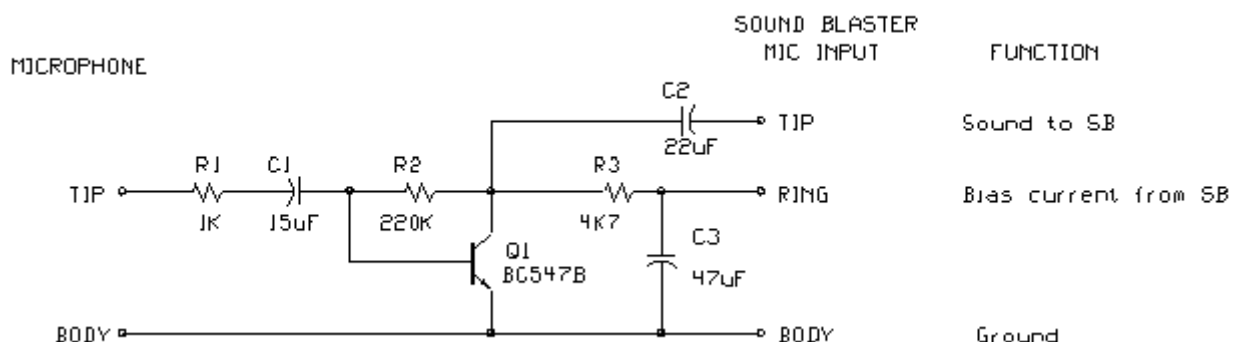 SOUND BLASTER
MIC INPUT
FUNCTION
MICROPHONE
C2
TIP
Sound to SB
22uF
R1
C1
R2
R3
TIP
RING
Bias current from SB
1K
15uF
220K
4K7
C3
Q1
BC547B
47uF
BODY
BODY
Ground